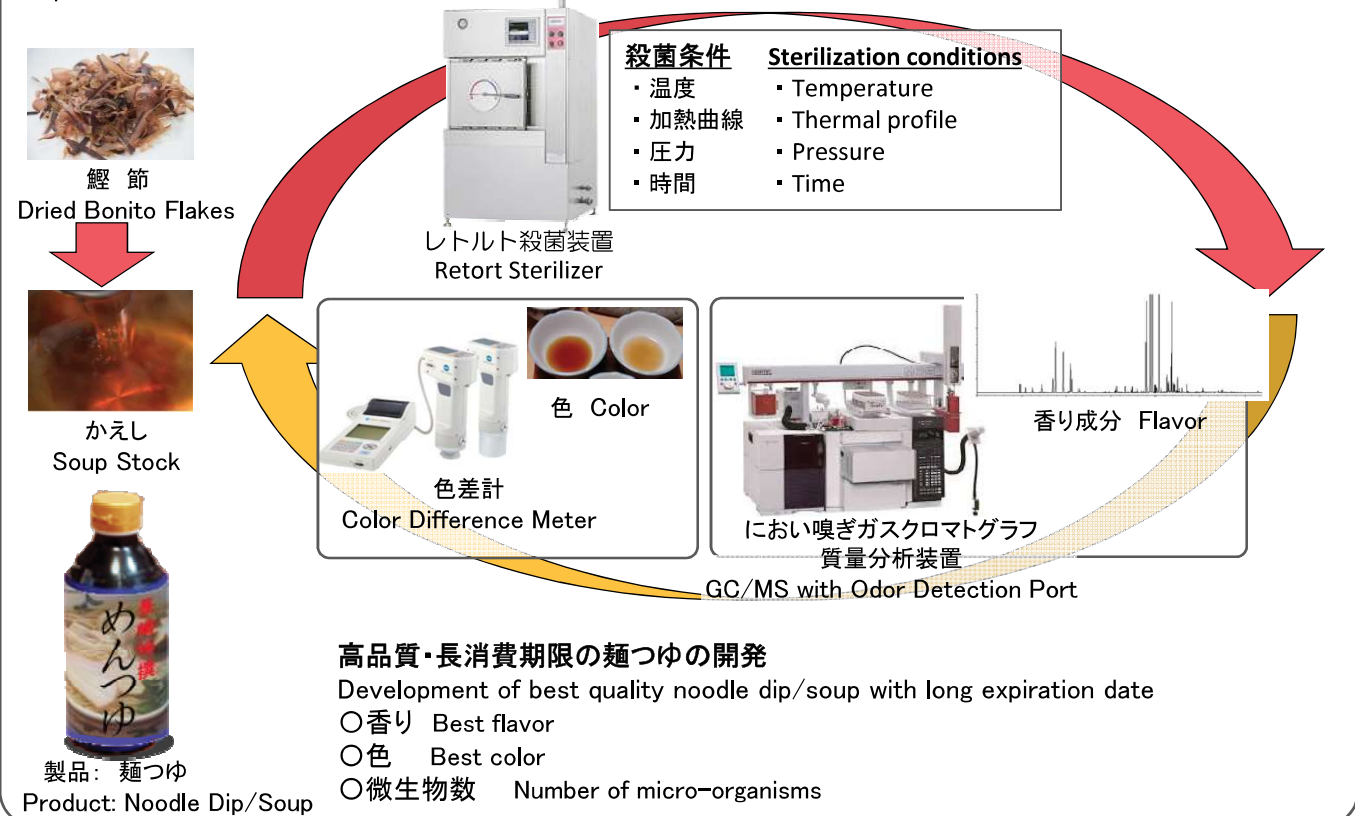 鰹 節
Dried Bonito Flakes
かえし
Soup Stock
めんつゆ
製品: 麺つゆ
Product: Noodle Dip/Soup
レトルト殺菌装置
Retort Sterilizer
殺菌条件 Sterilization conditions
・温度 ・Temperature
・加熱曲線 ・Thermal profile
・圧力 ・Pressure
・時間 ・Time
色 Color
色差計
Color Difference Meter
香り成分 Flavor
におい嗅ぎガスクロマトグラフ
質量分析装置
GC/MS with Odor Detection Port
高品質・長消費期限の麺つゆの開発
Development of best quality noodle dip/soup with long expiration date
○香り Best flavor
○色 Best color
○微生物数 Number of micro-organisms